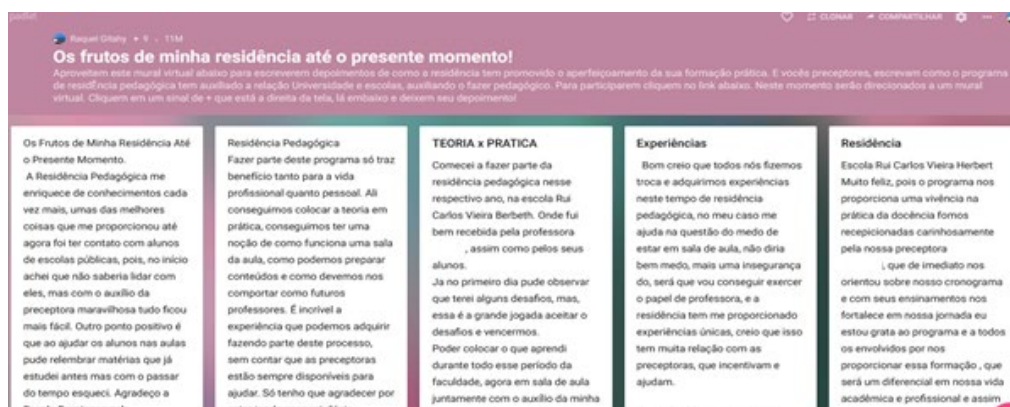 padlet
CLONAR COMPARTILHAR
Raquel Gitahy + 9 . 11M
Os frutos de minha residência até o presente momento!
Aproveitem este mural virtual abaixo para escreverem depoimentos de como a residência tem promovido o aperfeiçoamento da sua formação prática. E vocês preceptores, escrevam como o programa
de residência pedagógica tem auxiliado a relação Universidade e escolas, auxiliando o fazer pedagógico. Para participarem cliquem no link abaixo. Neste momento serão direcionados a um mural
virtual. Cliquem em um sinal de + que está a direita da tela, lá embaixo e deixem seu depoimento!
Os Frutos de Minha Residência Até
o Presente Momento.
A Residência Pedagógica me
enriquece de conhecimentos cada
vez mais, umas das melhores
coisas que me proporcionou até
agora foi ter contato com alunos
de escolas públicas, pois, no início
achei que não saberia lidar com
eles, mas com o auxílio da
preceptora maravilhosa tudo ficou
mais fácil. Outro ponto positivo é
que ao ajudar os alunos nas aulas
pude relembrar matérias que já
estudei antes mas com o passar
do tempo esqueci. Agradeço a
Residência Pedagógica
Fazer parte deste programa só traz
benefício tanto para a vida
profissional quanto pessoal. Ali
conseguimos colocar a teoria em
prática, conseguimos ter uma
noção de como funciona uma sala
da aula, como podemos preparar
conteúdos e como devemos nos
comportar como futuros
professores. É incrível a
experiência que podemos adquirir
fazendo parte deste processo,
sem contar que as preceptoras
estão sempre disponíveis para
ajudar. Só tenho que agradecer por
TEORIA x PRATICA
Comecei a fazer parte da
residência pedagógica nesse
respectivo ano, na escola Rui
Carlos Vieira Berbeth. Onde fui
bem recebida pela professora
, assim como pelos seus
alunos.
Ja no primeiro dia pude observar
que terei alguns desafios, mas,
essa é a grande jogada aceitar o
desafios e vencermos.
Poder colocar o que aprendi
durante todo esse período da
faculdade, agora em sala de aula
juntamente com o auxílio da minha
Experiências
Bom creio que todos nós fizemos
troca e adquirimos experiências
neste tempo de residência
pedagógica, no meu caso me
ajuda na questão do medo de
estar em sala de aula, não diria
bem medo, mais uma insegurança
do, será que vou conseguir exercer
o papel de professora, e a
residência tem me proporcionado
experiências únicas, creio que isso
tem muita relação com as
preceptoras, que incentivam e
ajudam.
Residência
Escola Rui Carlos Vieira Herbert
Muito feliz, pois o programa nos
proporciona uma vivência na
prática da docência fomos
recepicionadas carinhosamente
pela nossa preceptora
, que de imediato nos
orientou sobre nosso cronograma
e com seus ensinamentos nos
fortalece em nossa jornada eu
estou grata ao programa e a todos
os envolvidos por nos
proporcionar essa formação , que
será um diferencial em nossa vida
acadêmica e profissional e assim